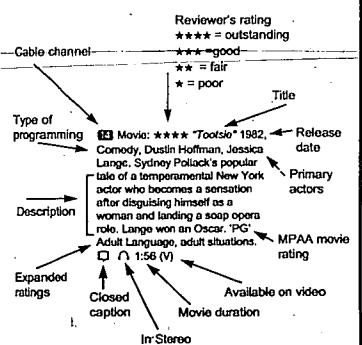 Reviewer's rating
★★★★ = outstanding
★★★ =good
★★ = fair
★ = poor
Cable channel
Title
Type of
programming
14 Movie: ★★★★ "Tootsie" 1982,
Comedy, Dustin Hoffman, Jessica
Lange, Sydney Pollack's popular
tale of a temperamental New York
actor who becomes a sensation
after disguising himself as a
woman and landing a soap opera
role. Lange won an Oscar. 'PG'
Adult Language, adult situations.
1:56 (V)
Release
date
Primary
actors
Description
MPAA movie
rating
Expanded
ratings
Closed
caption
Available on video
Movie duration
In Stereo